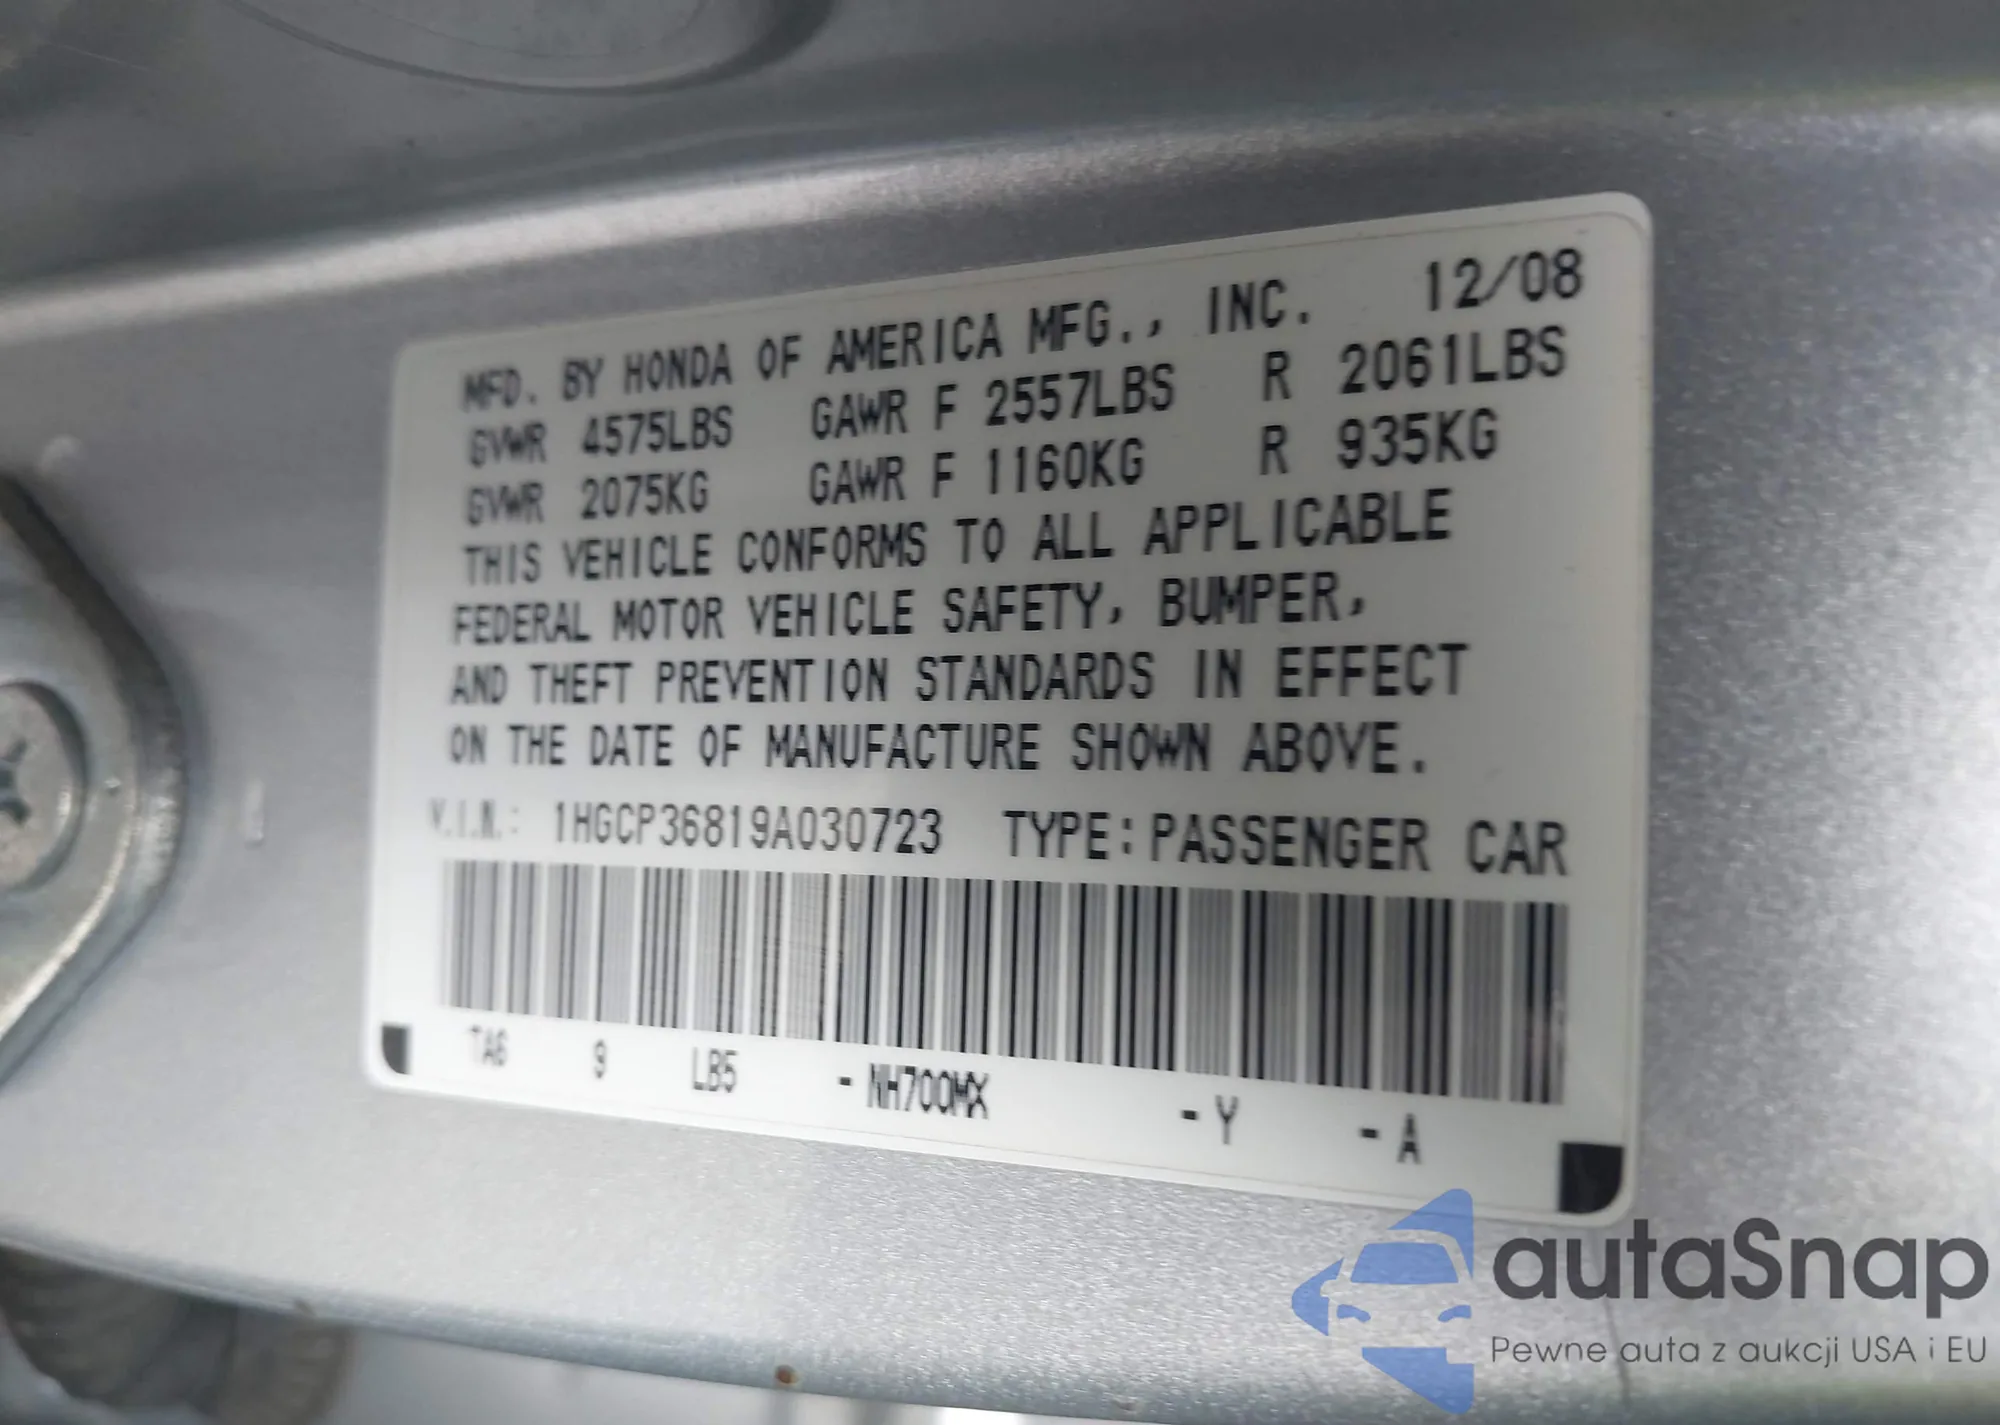 MFD. BY HONDA OF AMERICA MFG., INC. 12/08
GVWR 4575LBS GAWR F 2557LBS R 2061LBS
GVWR 2075KG GAWR F 1160KG R 935KG
THIS VEHICLE CONFORMS TO ALL APPLICABLE
FEDERAL MOTOR VEHICLE SAFETY, BUMPER,
AND THEFT PREVENTION STANDARDS IN EFFECT
ON THE DATE OF MANUFACTURE SHOWN ABOVE.
V.I.N.: 1HGCP36819A030723 TYPE:PASSENGER CAR
TA6 9 LB5 - NH700MX - Y - A
autaSnap
Pewne auta z aukcji USA i EU